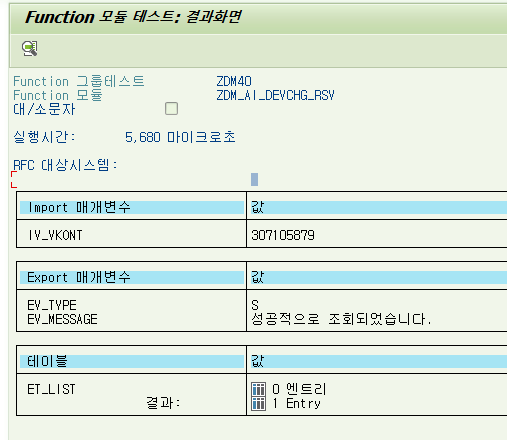 Function 모듈 테스트: 결과화면
Function 그룹테스트 ZDM40
Function 모듈 ZDM_AI_DEVCHG_RSV
대/소문자
실행시간: 5,680 마이크로초
RFC 대상시스템:
Import 매개변수 값
IV_VKONT 307105879
Export 매개변수 값
EV_TYPE S
EV_MESSAGE 성공적으로 조회되었습니다.
테이블 값
ET_LIST 0 엔트리
결과: 1 Entry